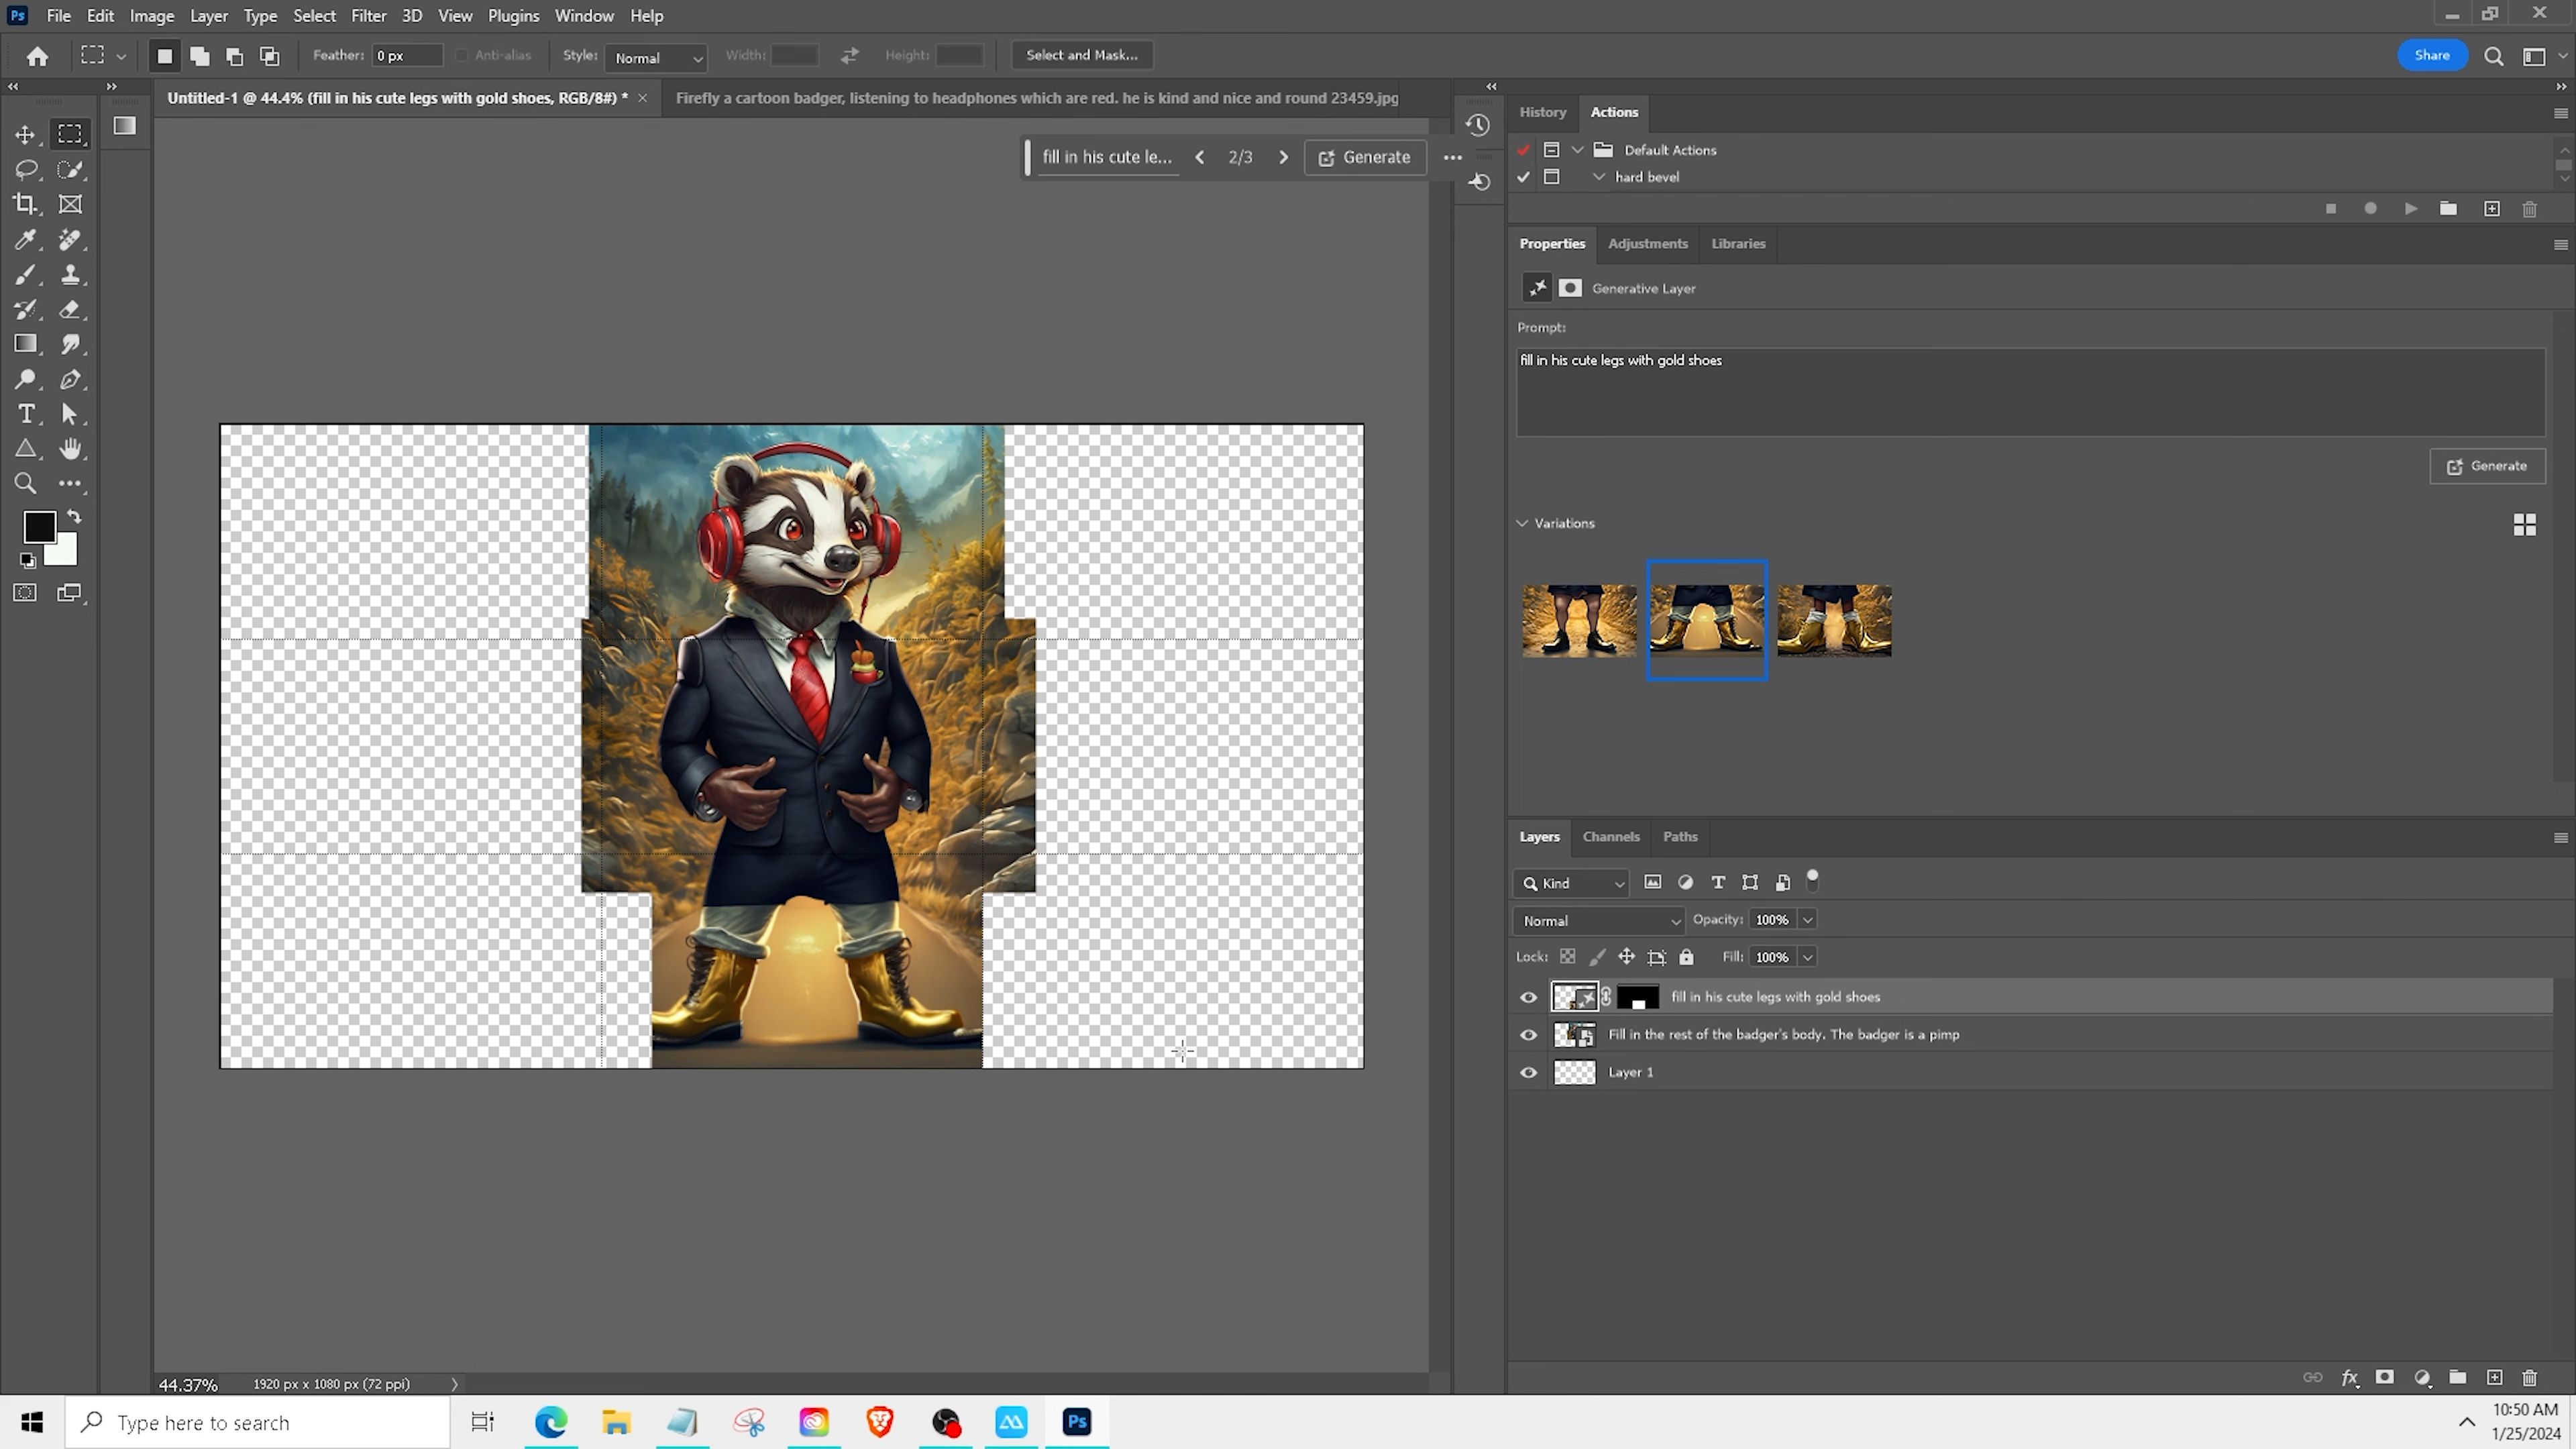 Ps File Edit Image Layer Type Select Filter 3D View Plugins Window Help
Feather: 0 px Anti-alias Style: Normal Width: Height: Select and Mask... Share
Untitled-1 @ 44.4% (fill in his cute legs with gold shoes, RGB/8#) * × Firefly a cartoon badger, listening to headphones which are red. he is kind and nice and round 23459.jpg
History Actions
fill in his cute le... 2/3 Generate
Default Actions
hard bevel
Properties Adjustments Libraries
Generative Layer
Prompt:
fill in his cute legs with gold shoes
Generate
Variations
Layers Channels Paths
Kind
Normal Opacity: 100%
Lock: Fill: 100%
fill in his cute legs with gold shoes
Fill in the rest of the badger's body. The badger is a pimp
Layer 1
44.37% 1920 px x 1080 px (72 ppi)
Type here to search
Ps
10:50 AM
1/25/2024